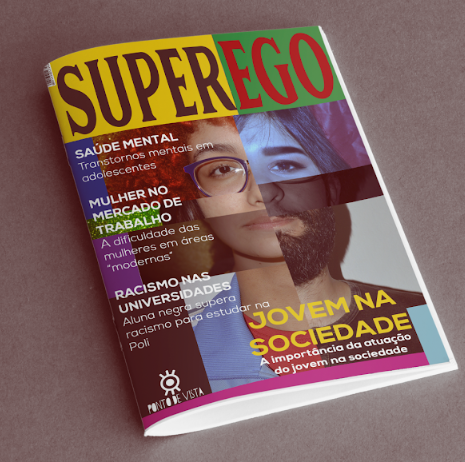 SUPEREGO
SAÚDE MENTAL
Transtornos mentais em
adolescentes
MULHER NO
MERCADO DE
TRABALHO
A dificuldade das
mulheres em áreas
"modernas"
RACISMO NAS
UNIVERSIDADES
Aluna negra supera
racismo para estudar na
Poli
JOVEM NA
SOCIEDADE
A importância da atuação
do jovem na sociedade
PONTO DE VISTA